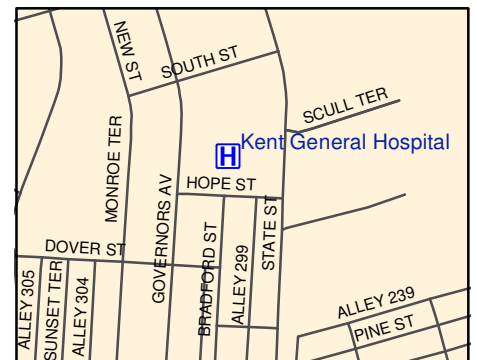 NEW ST
SOUTH ST
SCULL TER
H
Kent General Hospital
MONROE TER
HOPE ST
GOVERNORS AV
BRADFORD ST
ALLEY 299
STATE ST
DOVER ST
ALLEY 305
SUNSET TER
ALLEY 304
ALLEY 239
PINE ST